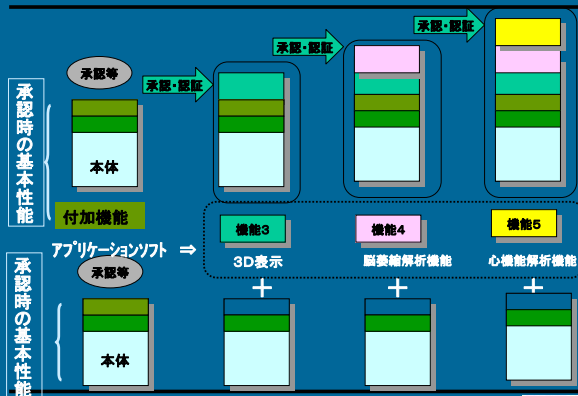 承認・認証
承認・認証
承認等
承認・認証
承認時の基本性能
本体
付加機能
機能3
機能4
機能5
アプリケーションソフト ⇒
3D表示
脳萎縮解析機能
心機能解析機能
承認等
+
+
+
承認時の基本性能
本体